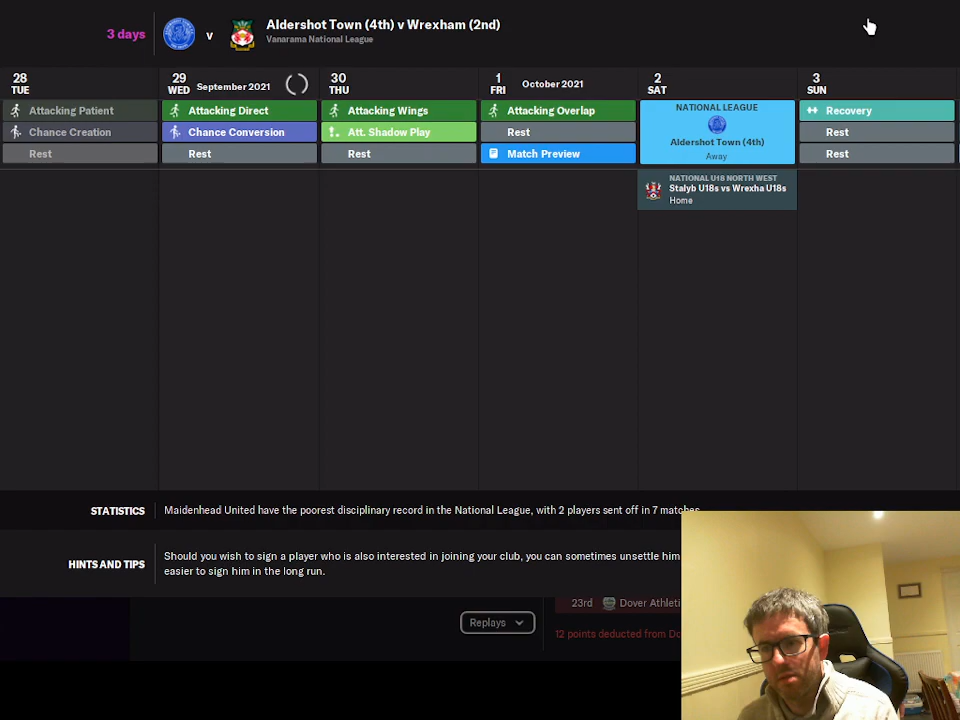 3 days
v
Aldershot Town (4th) v Wrexham (2nd)
Vanarama National League
28
TUE
29
WED
September 2021
30
THU
1
FRI
October 2021
2
SAT
3
SUN
Attacking Patient
Attacking Direct
Attacking Wings
Attacking Overlap
NATIONAL LEAGUE
Recovery
Chance Creation
Chance Conversion
Att. Shadow Play
Rest
Aldershot Town (4th)
Rest
Rest
Rest
Rest
Match Preview
Away
Rest
NATIONAL U18 NORTH WEST
Stalyb U18s vs Wrexha U18s
Home
STATISTICS
Maidenhead United have the poorest disciplinary record in the National League, with 2 players sent off in 7 matches.
HINTS AND TIPS
Should you wish to sign a player who is also interested in joining your club, you can sometimes unsettle him
easier to sign him in the long run.
Replays
23rd
Dover Athleti
12 points deducted from Do